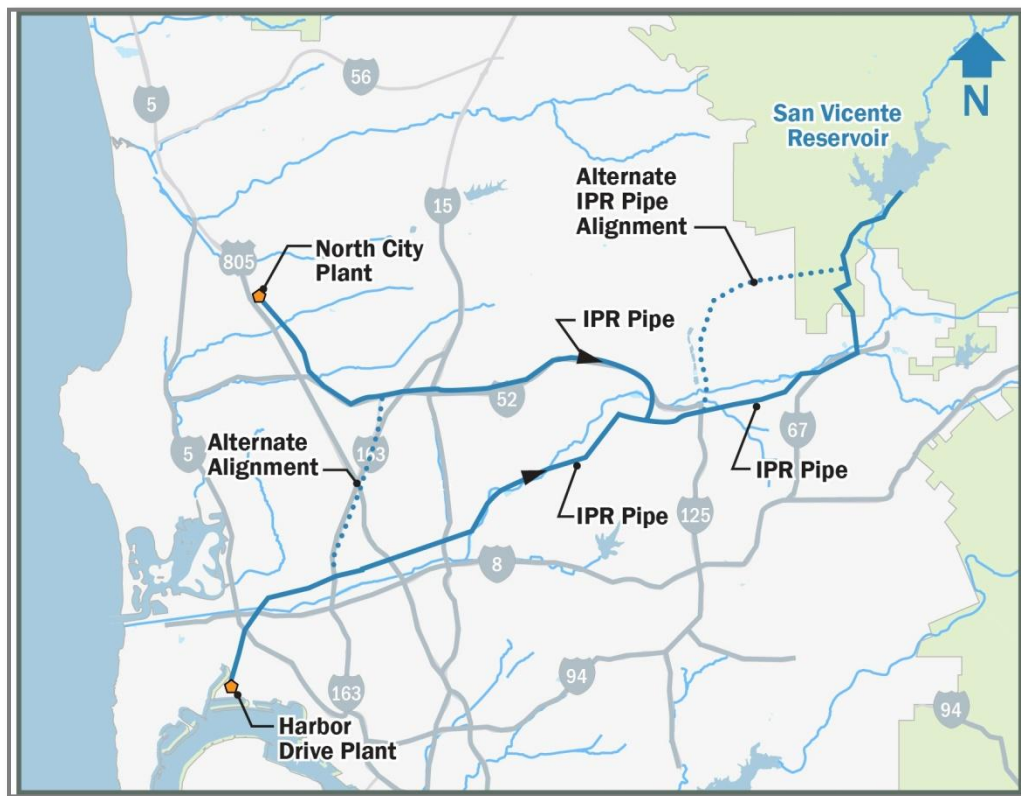 56
5
San Vicente
Reservoir
N
Alternate
IPR Pipe
Alignment
15
North City
Plant
805
IPR Pipe
52
Alternate
Alignment
5
163
67
IPR Pipe
IPR Pipe
125
8
94
163
94
Harbor
Drive Plant